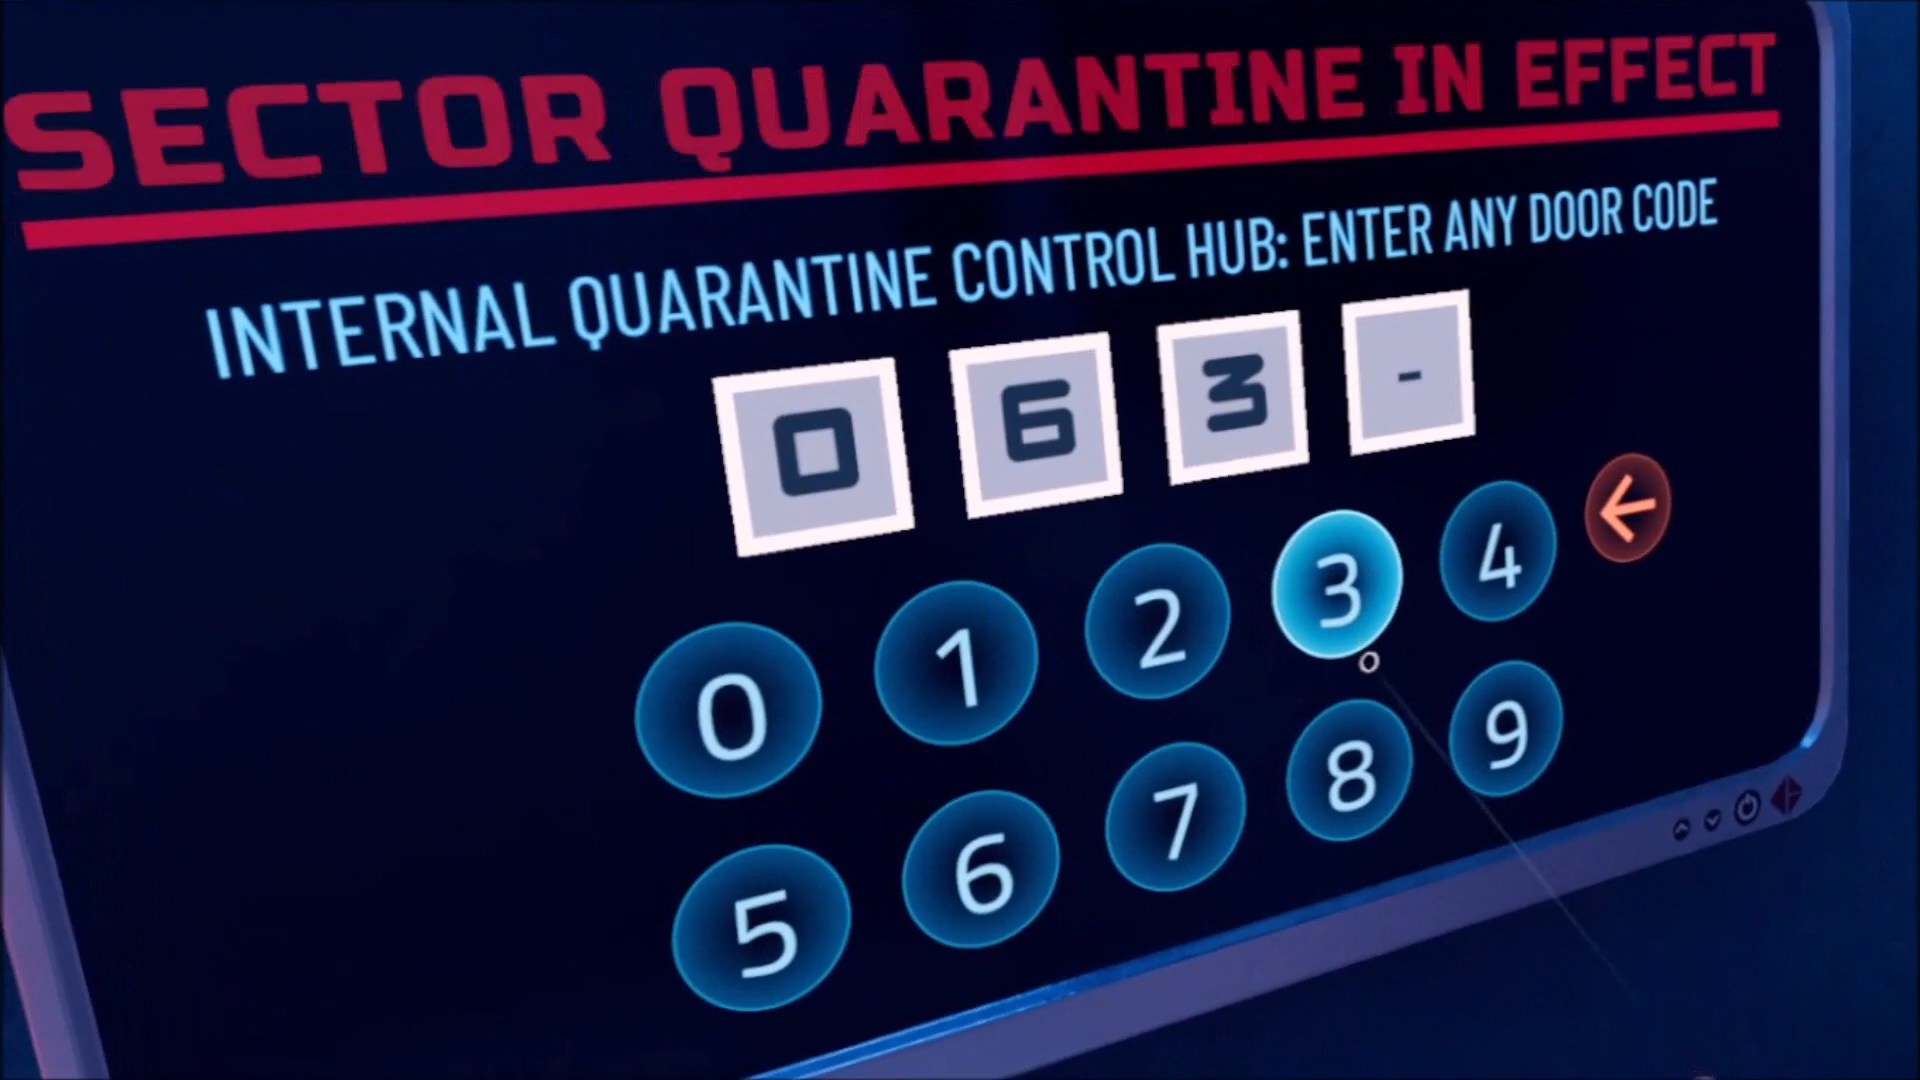 SECTOR QUARANTINE IN EFFECT
INTERNAL QUARANTINE CONTROL HUB: ENTER ANY DOOR CODE
0 6 3 -
0 1 2 3 4 ←
5 6 7 8 9